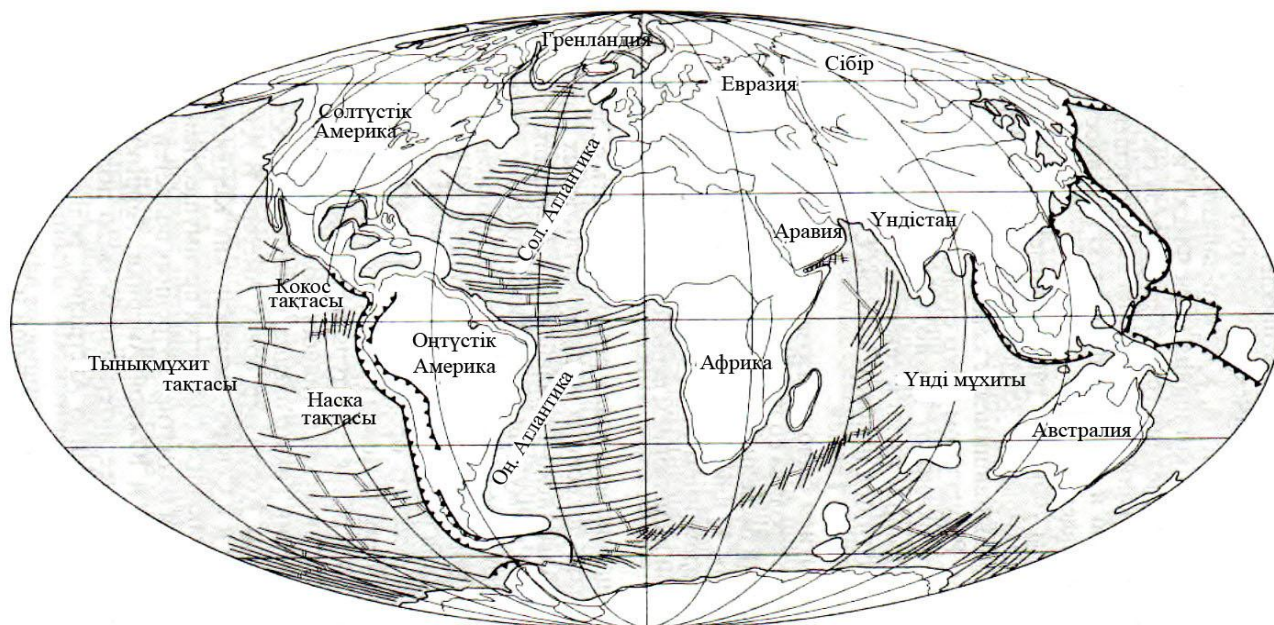 Гренландия
Сібір
Евразия
Солтүстік
Америка
Сол. Атлантика
Үндістан
Аравия
Кокос
тақтасы
Оңтүстік
Америка
Тынықмұхит
тақтасы
Африка
Үнді мұхиты
Наска
тақтасы
Оң. Атлантика
Австралия